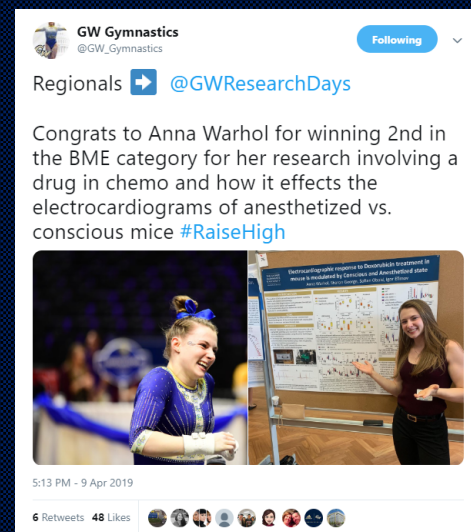 GW Gymnastics
@GW_Gymnastics
Following
Regionals ➡ @GWResearchDays
Congrats to Anna Warhol for winning 2nd in
the BME category for her research involving a
drug in chemo and how it effects the
electrocardiograms of anesthetized vs.
conscious mice #RaiseHigh
Electrocardiographic response to Doxorubicin treatment in
mouse is modulated by Conscious and Anesthetized state
5:13 PM - 9 Apr 2019
6 Retweets 48 Likes